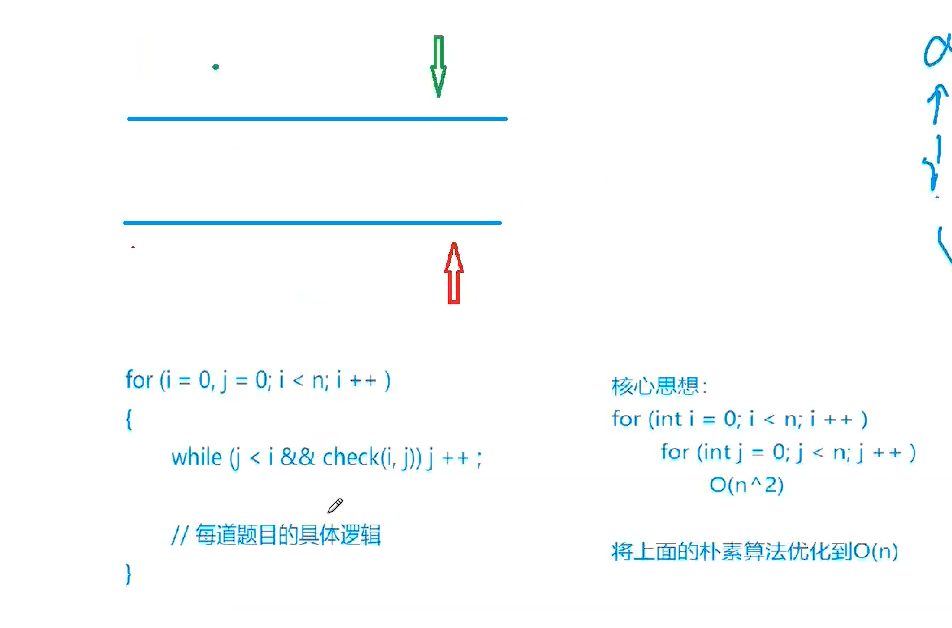 for (i = 0, j = 0; i < n; i ++ )
{
while (j < i && check(i, j)) j ++ ;
// 每道题目的具体逻辑
}
核心思想：
for (int i = 0; i < n; i ++ )
for (int j = 0; j < n; j ++ )
O(n^2)
将上面的朴素算法优化到O(n)